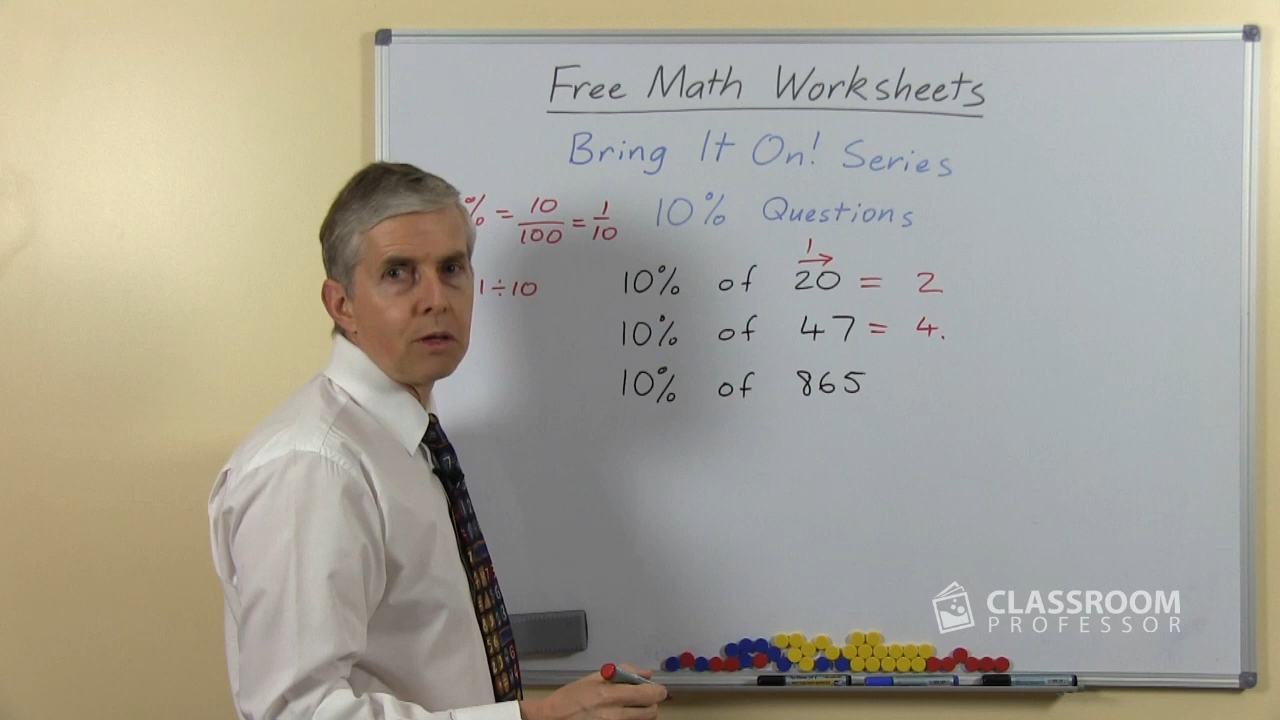 Free Math Worksheets
Bring It On! Series
% = 10/100 = 1/10
10% Questions
1
10% of 20 = 2
1÷10
10% of 47 = 4.
10% of 865
CLASSROOM
PROFESSOR